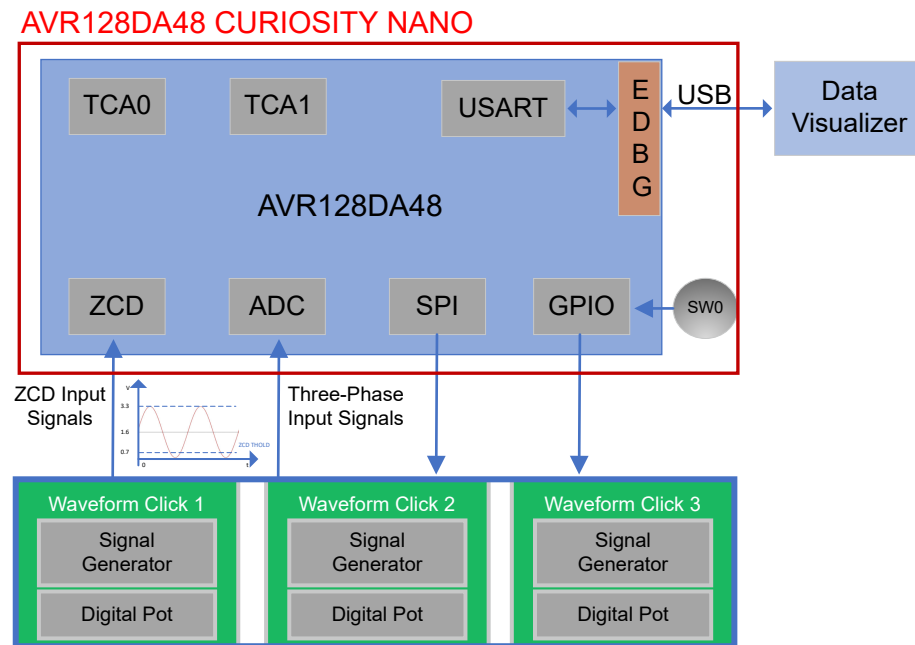 AVR128DA48 CURIOSITY NANO
TCA0
TCA1
USART
E
D
B
G
USB
Data
Visualizer
AVR128DA48
ZCD
ADC
SPI
GPIO
SW0
ZCD Input
Signals
V
3.3
1.6
0.7
ZCD THOLD
0
t
Three-Phase
Input Signals
Waveform Click 1
Signal
Generator
Digital Pot
Waveform Click 2
Signal
Generator
Digital Pot
Waveform Click 3
Signal
Generator
Digital Pot